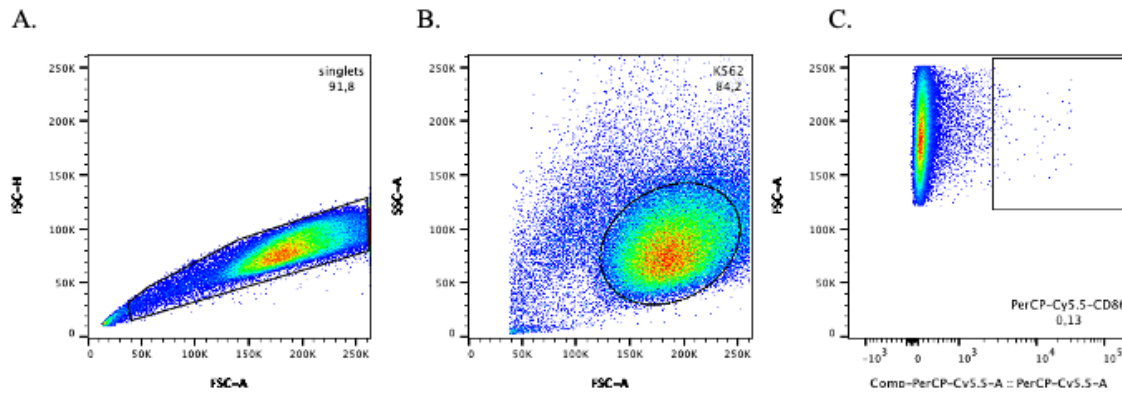 A.
B.
C.
250K
200K
150K
100K
50K
0
FSC-H
singlets
91,8
0
50K
100K
150K
200K
250K
FSC-A
250K
200K
150K
100K
50K
0
SSC-A
K562
84,2
0
50K
100K
150K
200K
250K
FSC-A
250K
200K
150K
100K
50K
0
FSC-A
PerCP-Cy5.5-CD86
0,13
-10³
0
10³
10⁴
10⁵
Comp-PerCP-Cy5.5-A :: PerCP-Cy5.5-A